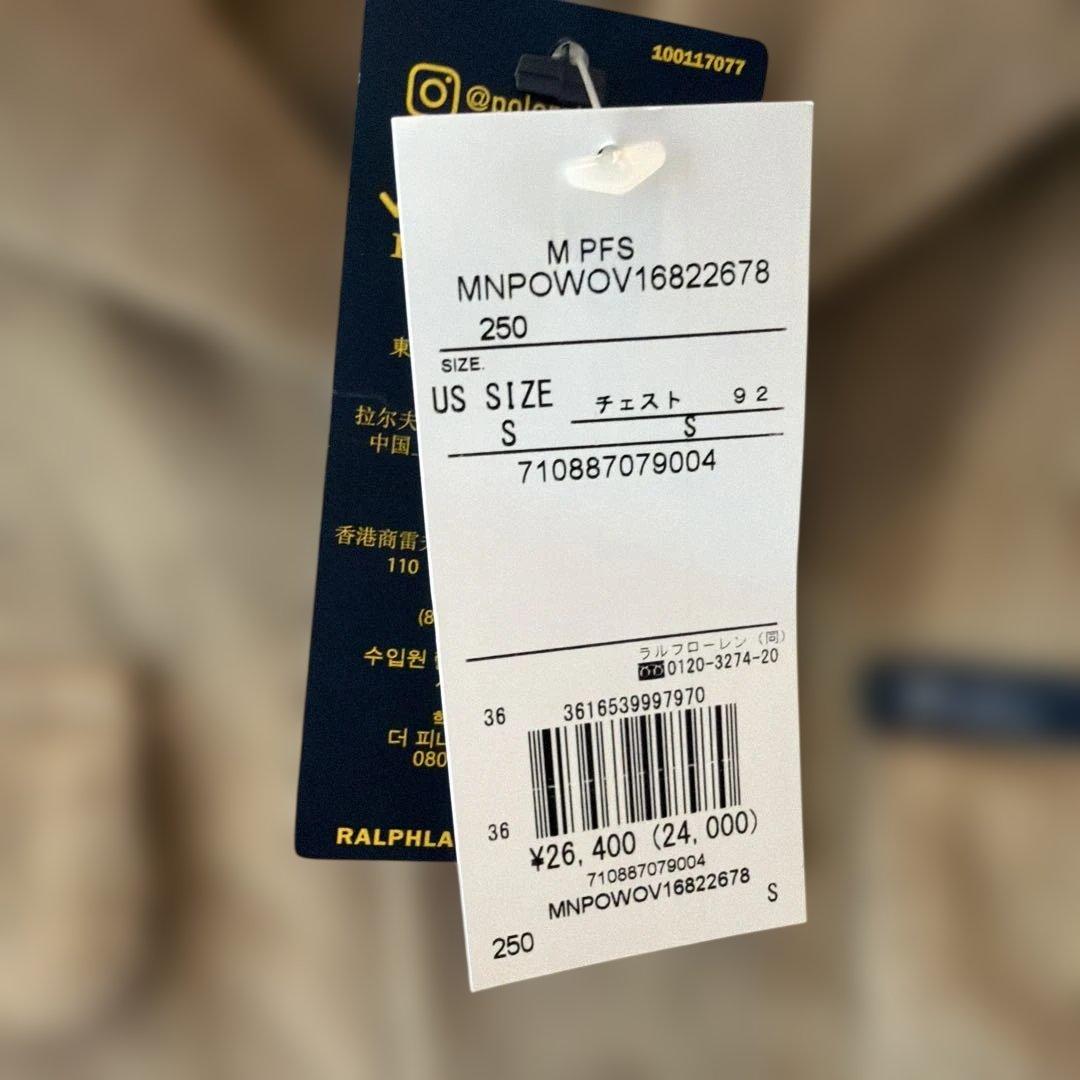 100117077
M PFS
MNPOWOV16822678
250
SIZE.
US SIZE
チェスト 92
S
S
710887079004
ラルフローレン（同）
0120-3274-20
36
3616539997970
36
¥26,400 (24,000)
710887079004
MNPOWOV16822678
S
250
東
拉尔夫
中国
香港商雷
110
(8
수입원
더 피
080
RALPHLA